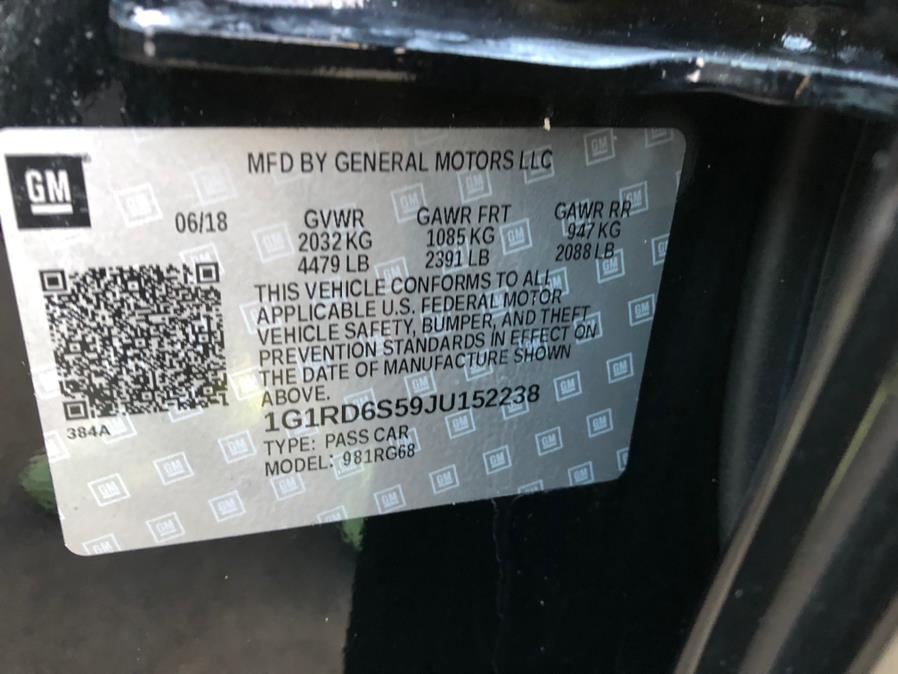 GM
MFD BY GENERAL MOTORS LLC
06/18 GVWR GAWR FRT GAWR RR
2032 KG 1085 KG 947 KG
4479 LB 2391 LB 2088 LB
THIS VEHICLE CONFORMS TO ALL
APPLICABLE U.S. FEDERAL MOTOR
VEHICLE SAFETY, BUMPER, AND THEFT
PREVENTION STANDARDS IN EFFECT ON
THE DATE OF MANUFACTURE SHOWN
ABOVE.
1G1RD6S59JU152238
384A
TYPE: PASS CAR
MODEL: 981RG68